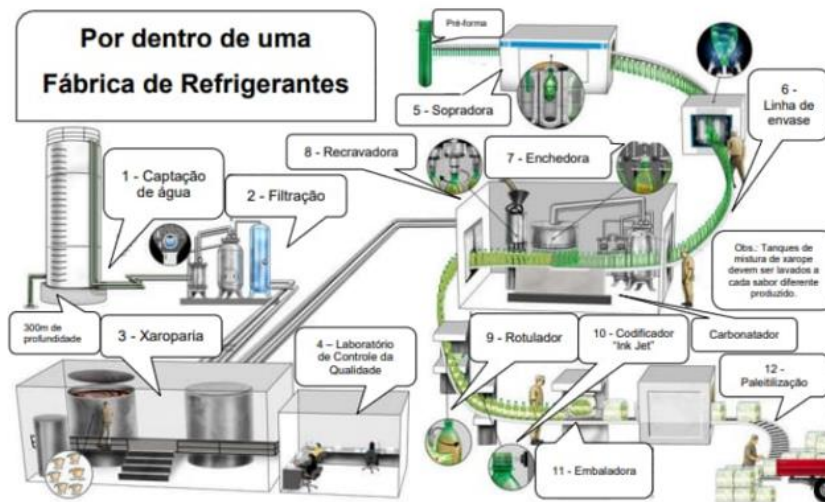 Por dentro de uma
Fábrica de Refrigerantes
Pré-forma
5 - Sopradora
6 -
Linha de
envase
8 - Recravadora
7 - Enchedora
1 - Captação
de água
2 - Filtração
Obs.: Tanques de
mistura de xarope
devem ser lavados a
cada sabor diferente
produzido.
300m de
profundidade
3 - Xaroparia
4 – Laboratório
de Controle da
Qualidade
9 - Rotulador
10 - Codificador
"Ink Jet"
Carbonatador
12 -
Paleitilização
11 - Embaladora